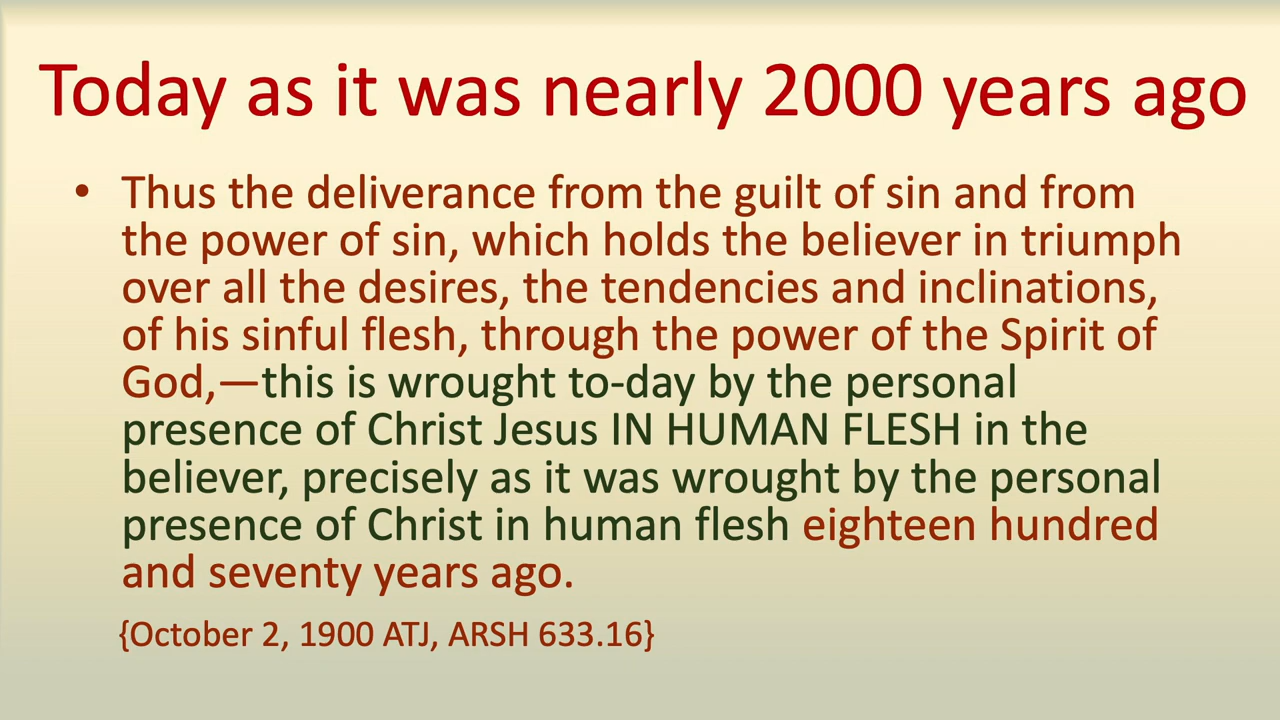 Today as it was nearly 2000 years ago
• Thus the deliverance from the guilt of sin and from
the power of sin, which holds the believer in triumph
over all the desires, the tendencies and inclinations,
of his sinful flesh, through the power of the Spirit of
God,—this is wrought to-day by the personal
presence of Christ Jesus IN HUMAN FLESH in the
believer, precisely as it was wrought by the personal
presence of Christ in human flesh eighteen hundred
and seventy years ago.
{October 2, 1900 ATJ, ARSH 633.16}